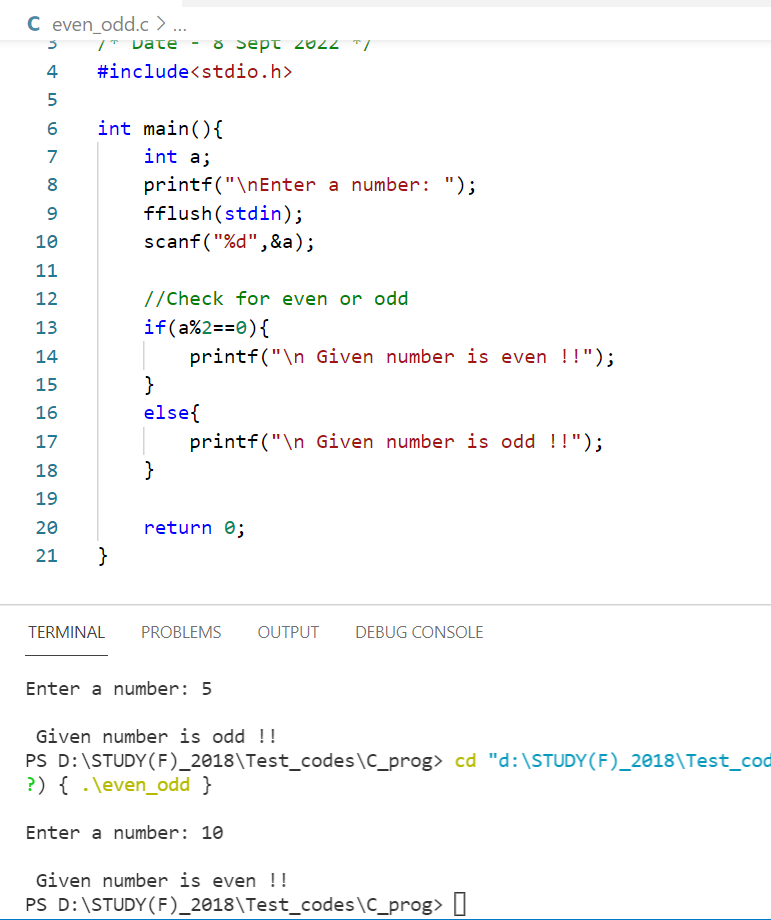 C even_odd.c > ...
3 /* Date - 8 Sept 2022 */
4 #include<stdio.h>
5
6 int main(){
7 int a;
8 printf("\nEnter a number: ");
9 fflush(stdin);
10 scanf("%d",&a);
11
12 //Check for even or odd
13 if(a%2==0){
14 printf("\n Given number is even !!");
15 }
16 else{
17 printf("\n Given number is odd !!");
18 }
19
20 return 0;
21 }
TERMINAL PROBLEMS OUTPUT DEBUG CONSOLE
Enter a number: 5
Given number is odd !!
PS D:\STUDY(F)_2018\Test_codes\C_prog> cd "d:\STUDY(F)_2018\Test_cod
?) { .\even_odd }
Enter a number: 10
Given number is even !!
PS D:\STUDY(F)_2018\Test_codes\C_prog>